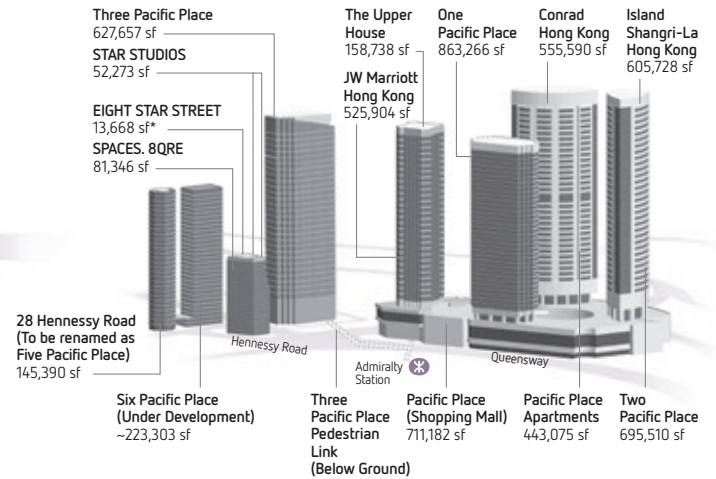 Three Pacific Place
627,657 sf
STAR STUDIOS
52,273 sf
EIGHT STAR STREET
13,668 sf*
SPACES. 8QRE
81,346 sf
28 Hennessy Road
(To be renamed as
Five Pacific Place)
145,390 sf
Six Pacific Place
(Under Development)
~223,303 sf
Hennessy Road
Three
Pacific Place
Pedestrian
Link
(Below Ground)
Admiralty
Station
The Upper
House
158,738 sf
JW Marriott
Hong Kong
525,904 sf
One
Pacific Place
863,266 sf
Conrad
Hong Kong
555,590 sf
Island
Shangri-La
Hong Kong
605,728 sf
Queensway
Pacific Place
(Shopping Mall)
711,182 sf
Pacific Place
Apartments
443,075 sf
Two
Pacific Place
695,510 sf